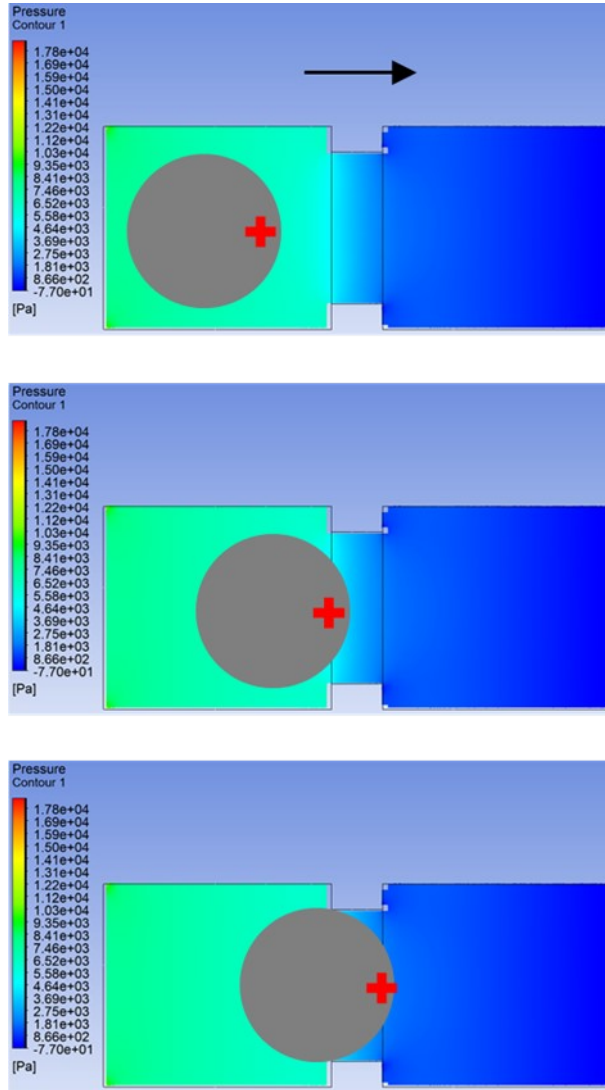 Pressure
Contour 1
1.78e+04
1.69e+04
1.59e+04
1.50e+04
1.41e+04
1.31e+04
1.22e+04
1.12e+04
1.03e+04
9.35e+03
8.41e+03
7.46e+03
6.52e+03
5.58e+03
4.64e+03
3.69e+03
2.75e+03
1.81e+03
8.66e+02
-7.70e+01
[Pa]
Pressure
Contour 1
1.78e+04
1.69e+04
1.59e+04
1.50e+04
1.41e+04
1.31e+04
1.22e+04
1.12e+04
1.03e+04
9.35e+03
8.41e+03
7.46e+03
6.52e+03
5.58e+03
4.64e+03
3.69e+03
2.75e+03
1.81e+03
8.66e+02
-7.70e+01
[Pa]
Pressure
Contour 1
1.78e+04
1.69e+04
1.59e+04
1.50e+04
1.41e+04
1.31e+04
1.22e+04
1.12e+04
1.03e+04
9.35e+03
8.41e+03
7.46e+03
6.52e+03
5.58e+03
4.64e+03
3.69e+03
2.75e+03
1.81e+03
8.66e+02
-7.70e+01
[Pa]